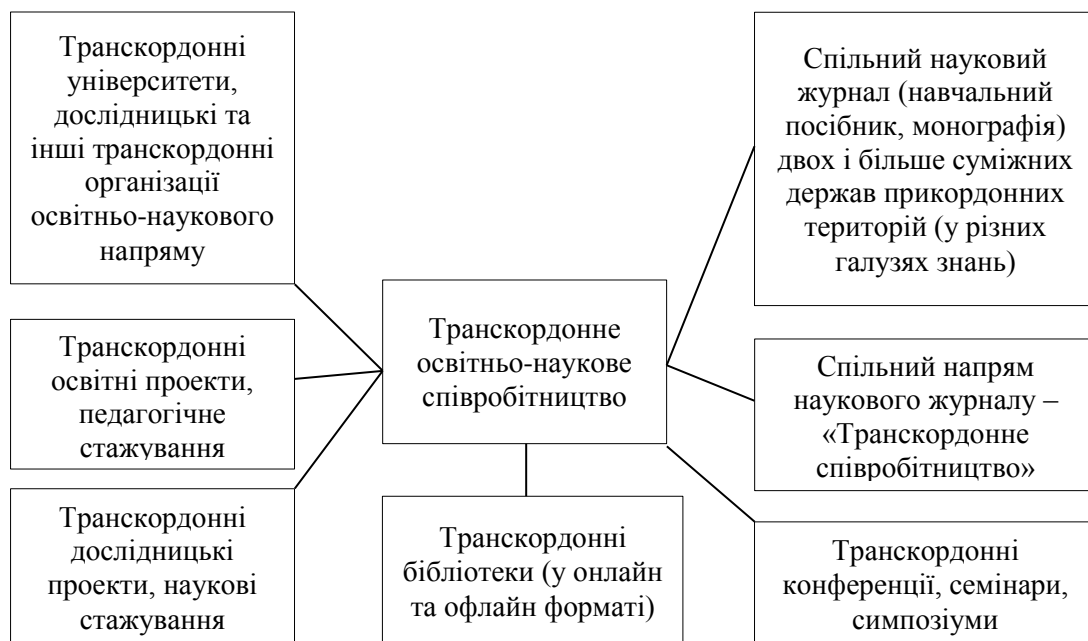 Транскордонні
університети,
дослідницькі та
інші транскордонні
організації
освітньо-наукового
напряму
Транскордонні
освітні проекти,
педагогічне
стажування
Транскордонні
дослідницькі
проекти, наукові
стажування
Транскордонне
освітньо-наукове
співробітництво
Транскордонні
бібліотеки (у онлайн
та офлайн форматі)
Спільний науковий
журнал (навчальний
посібник, монографія)
двох і більше суміжних
держав прикордонних
територій (у різних
галузях знань)
Спільний напрям
наукового журналу –
«Транскордонне
співробітництво»
Транскордонні
конференції, семінари,
симпозіуми